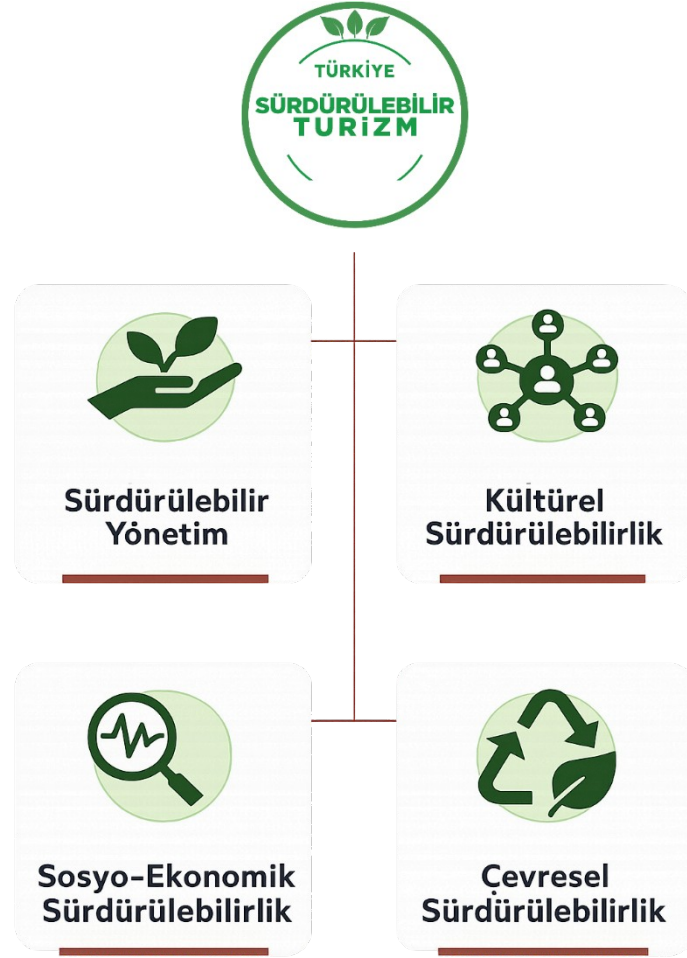 TÜRKİYE
SÜRDÜRÜLEBİLİR
TURİZM
Sürdürülebilir
Yönetim
Kültürel
Sürdürülebilirlik
Sosyo-Ekonomik
Sürdürülebilirlik
Çevresel
Sürdürülebilirlik